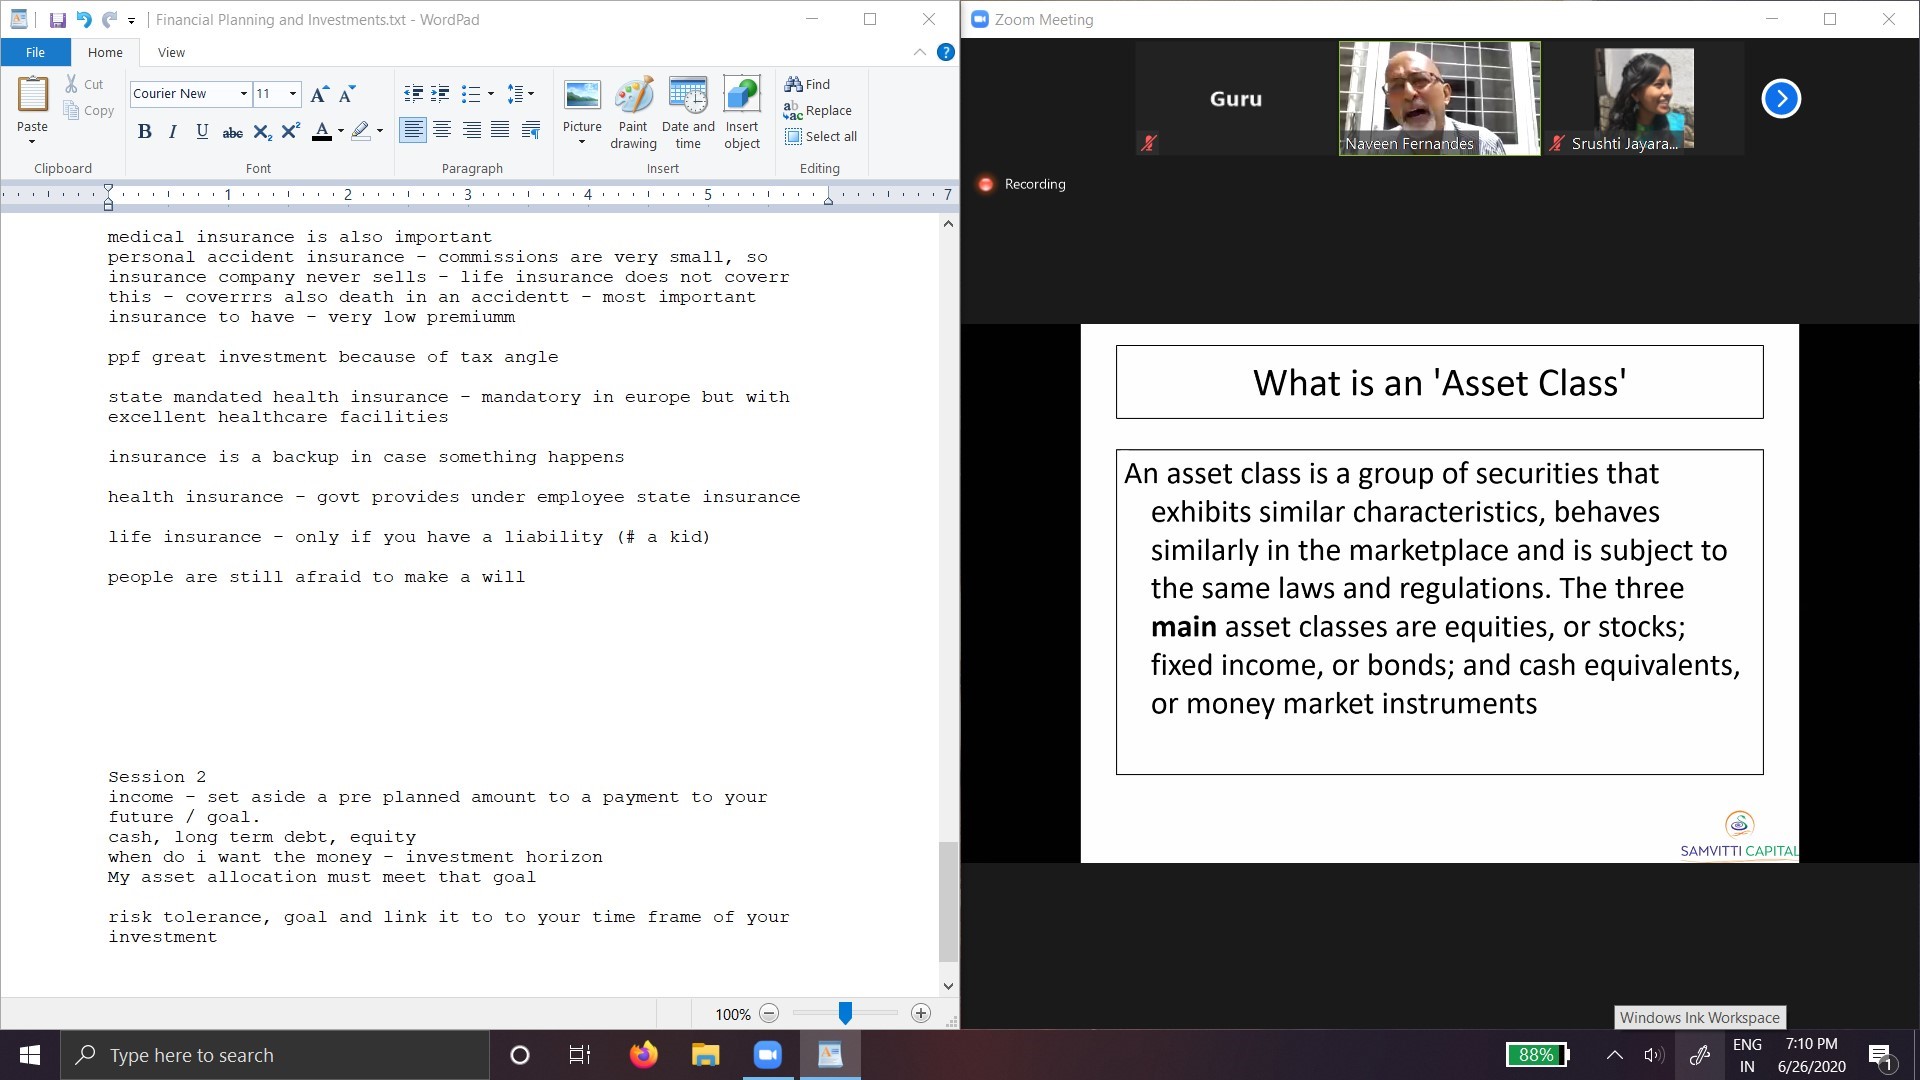 Financial Planning and Investments.txt - WordPad
File
Home
View
Paste
Cut
Copy
Clipboard
Courier New
11
Font
Paragraph
Picture
Paint drawing
Date and time
Insert object
Insert
Find
Replace
Select all
Editing
1 2 3 4 5 7
medical insurance is also important
personal accident insurance - commissions are very small, so
insurance company never sells - life insurance does not coverr
this - coverrrs also death in an accidentt - most important
insurance to have - very low premiumm
ppf great investment because of tax angle
state mandated health insurance - mandatory in europe but with
excellent healthcare facilities
insurance is a backup in case something happens
health insurance - govt provides under employee state insurance
life insurance - only if you have a liability (# a kid)
people are still afraid to make a will
Session 2
income - set aside a pre planned amount to a payment to your
future / goal.
cash, long term debt, equity
when do i want the money - investment horizon
My asset allocation must meet that goal
risk tolerance, goal and link it to to your time frame of your
investment
100%
Zoom Meeting
Guru
Naveen Fernandes
Srushti Jayara...
Recording
What is an 'Asset Class'
An asset class is a group of securities that
exhibits similar characteristics, behaves
similarly in the marketplace and is subject to
the same laws and regulations. The three
main asset classes are equities, or stocks;
fixed income, or bonds; and cash equivalents,
or money market instruments
SAMVITTI CAPITAL
Windows Ink Workspace
Type here to search
88%
ENG
IN
7:10 PM
6/26/2020
1